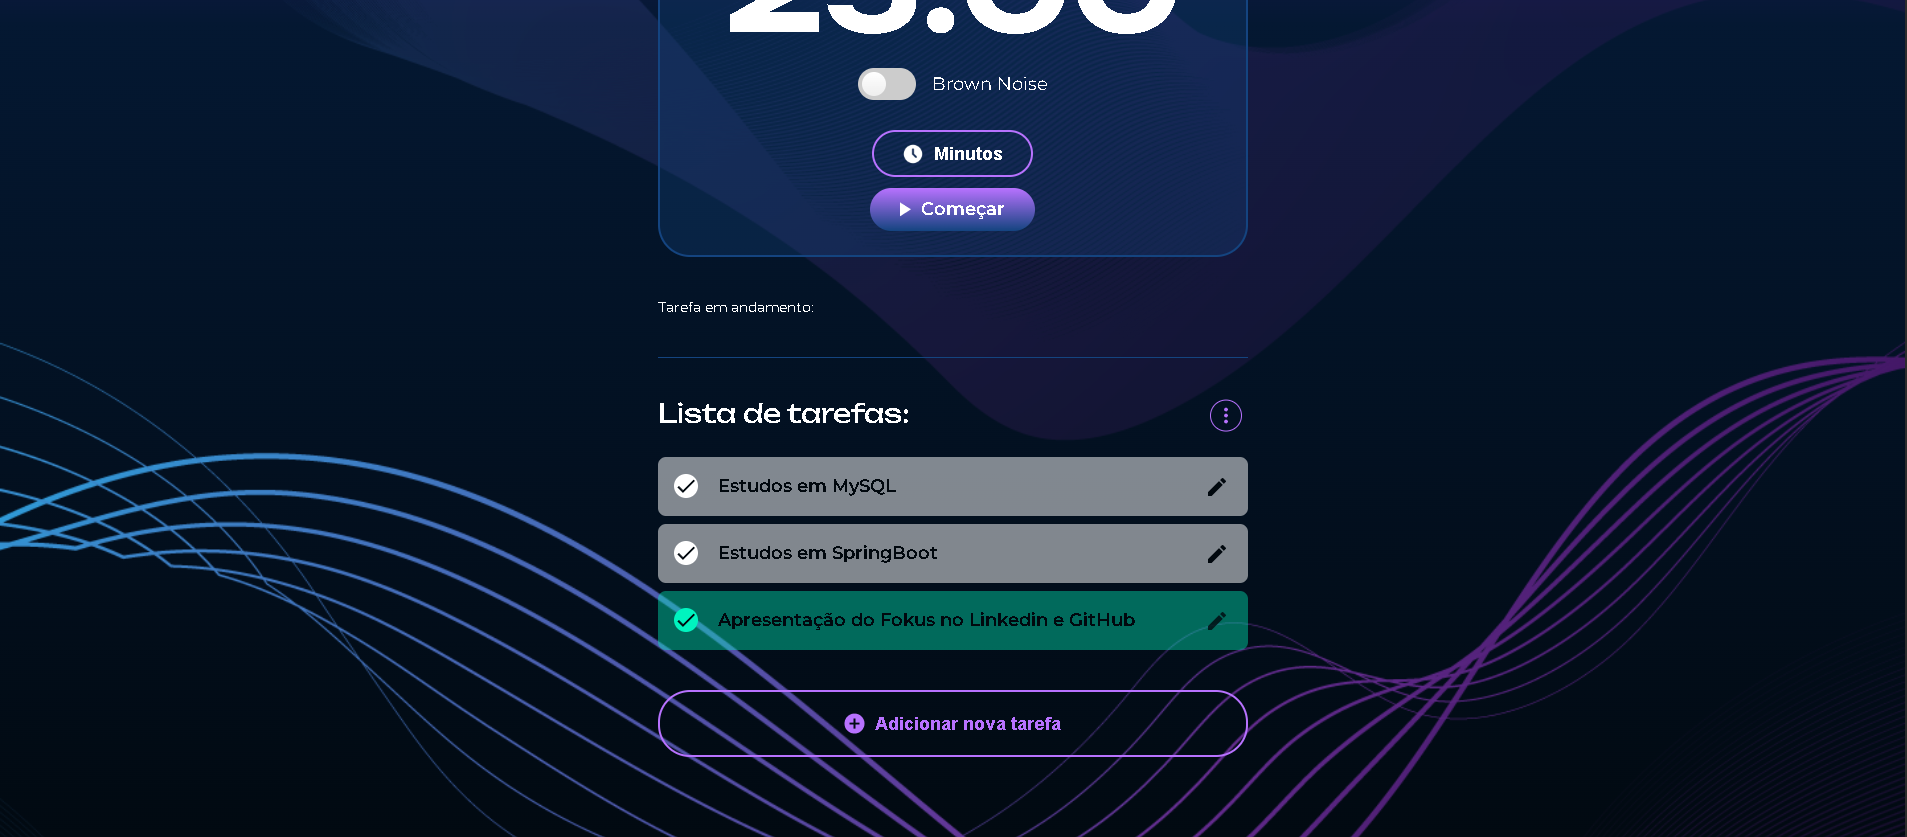 Brown Noise
Minutos
Começar
Tarefa em andamento:
Lista de tarefas:
Estudos em MySQL
Estudos em SpringBoot
Apresentação do Fokus no Linkedin e GitHub
Adicionar nova tarefa